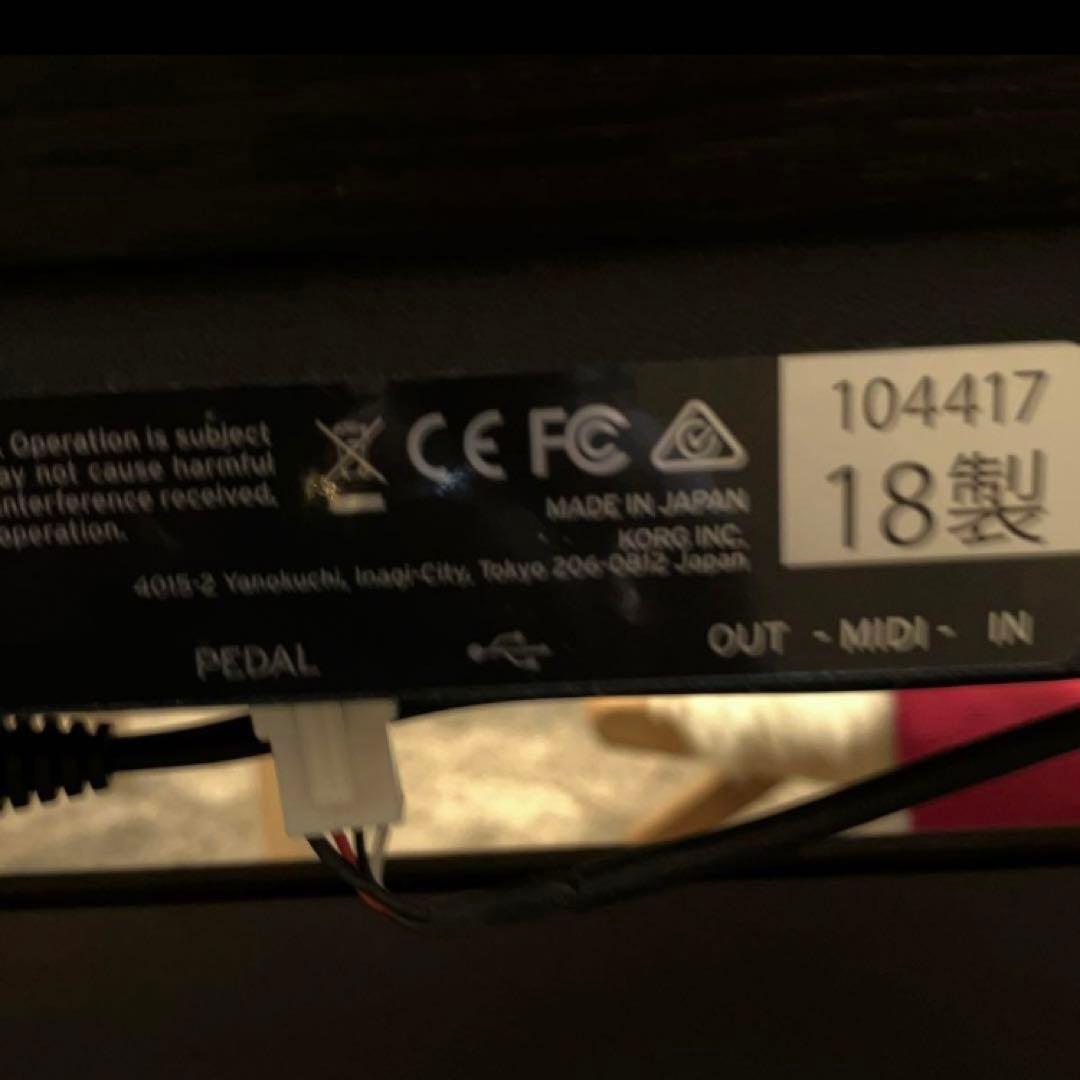 . Operation is subject
ay not cause harmful
interference received,
operation.
CE FC
MADE IN JAPAN
KORG INC.
4015-2 Yanokuchi, Inagi-City, Tokyo 206-0812 Japan
104417
18製
PEDAL
OUT - MIDI - IN